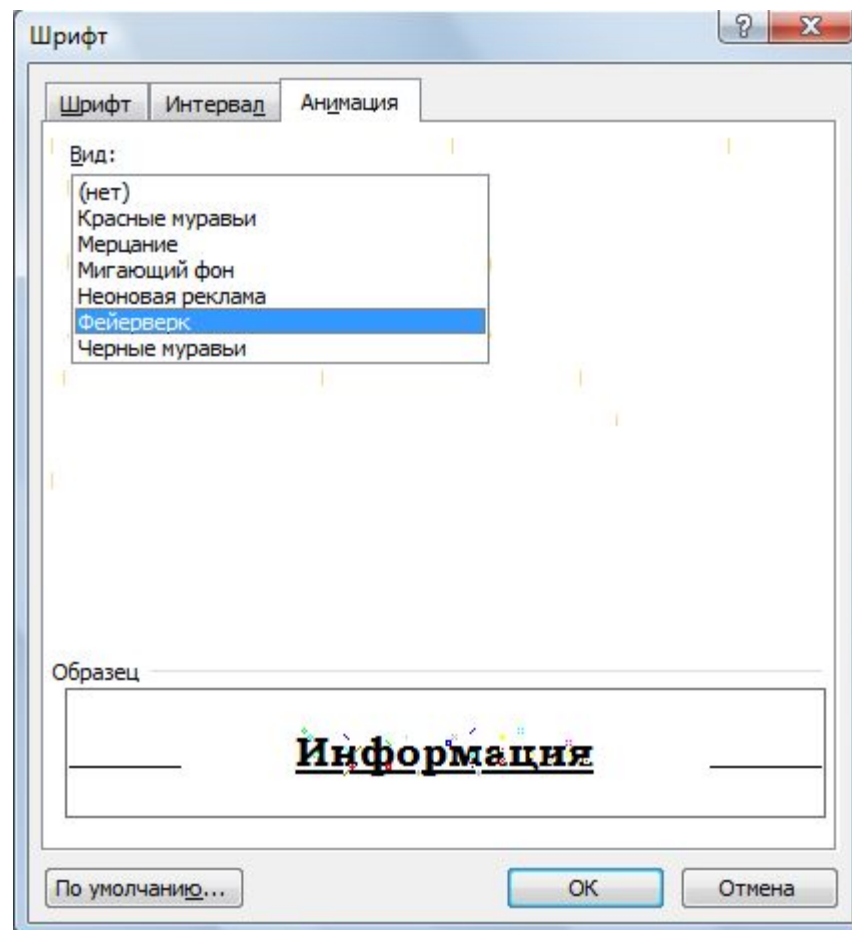 Шрифт
Шрифт Интервал Анимация
Вид:
(нет)
Красные муравьи
Мерцание
Мигающий фон
Неоновая реклама
Фейерверк
Черные муравьи
Образец
Информация
По умолчанию... ОК Отмена